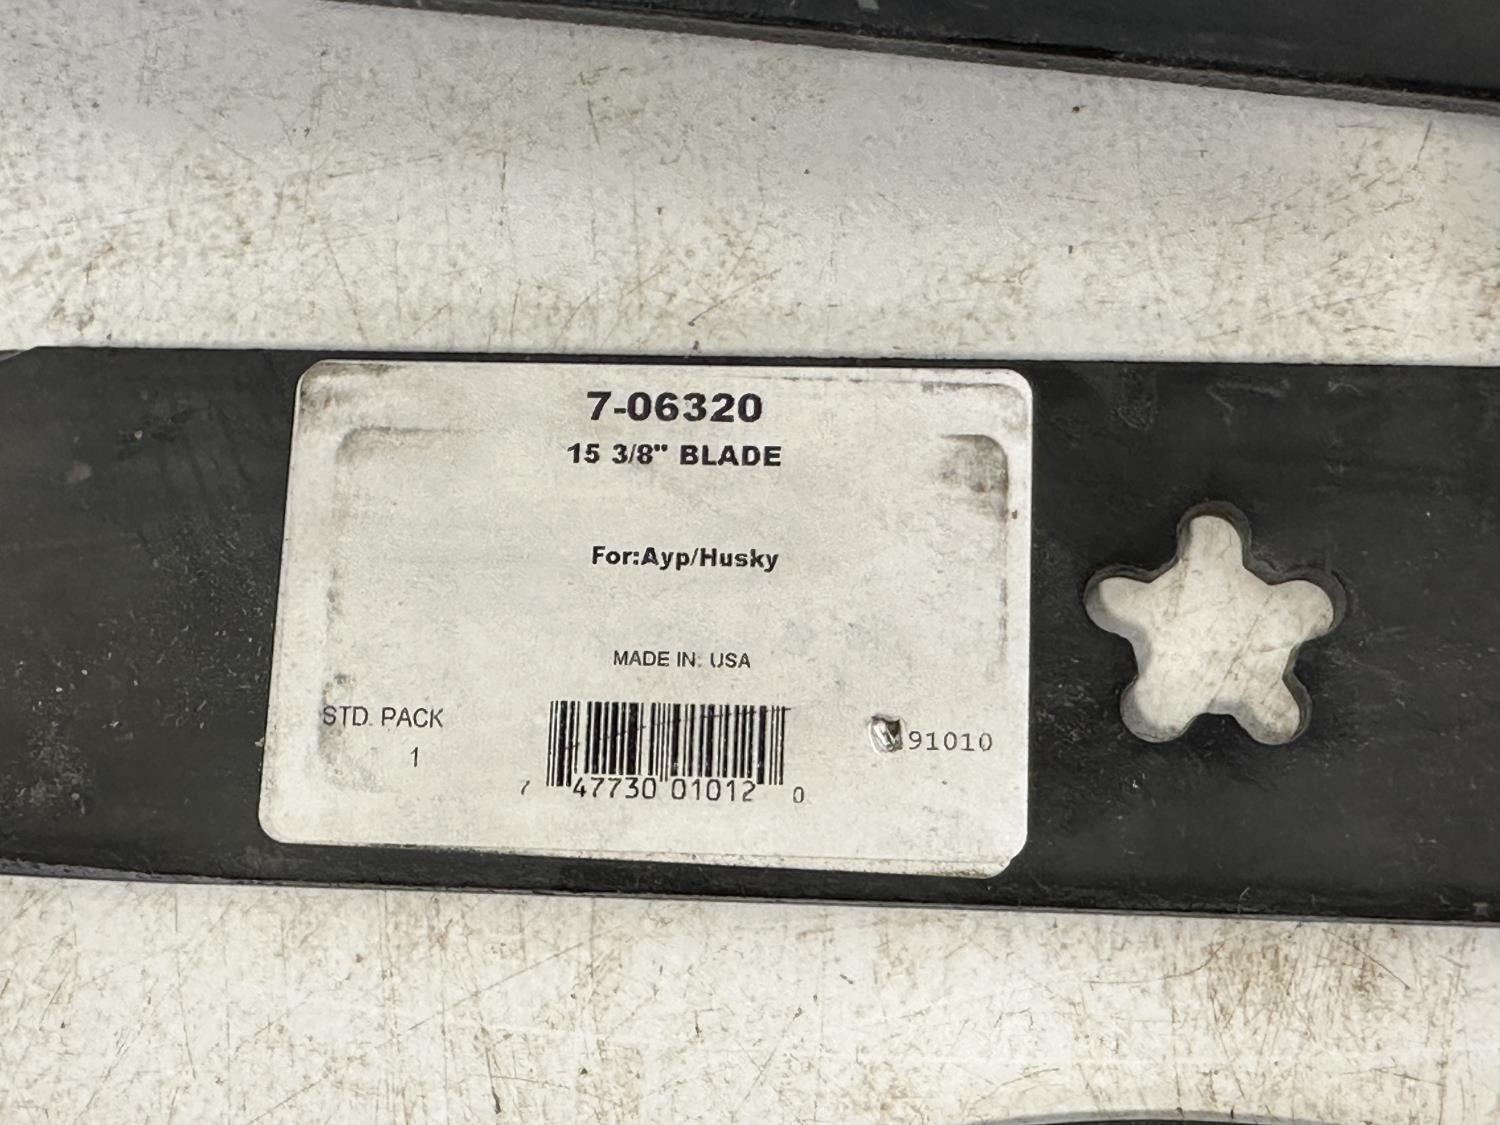 7-06320
15 3/8" BLADE
For:Ayp/Husky
MADE IN: USA
STD. PACK
1
91010
7 47730 01012 0